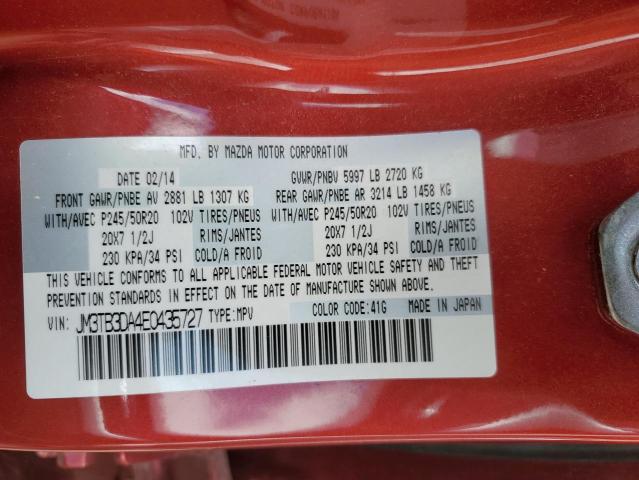 MFD. BY MAZDA MOTOR CORPORATION
DATE 02/14 GVWR/PNBV 5997 LB 2720 KG
FRONT GAWR/PNBE AV 2881 LB 1307 KG REAR GAWR/PNBE AR 3214 LB 1458 KG
WITH/AVEC P245/50R20 102V TIRES/PNEUS WITH/AVEC P245/50R20 102V TIRES/PNEUS
20X7 1/2J RIMS/JANTES 20X7 1/2J RIMS/JANTES
230 KPA/34 PSI COLD/A FROID 230 KPA/34 PSI COLD/A FROID
THIS VEHICLE CONFORMS TO ALL APPLICABLE FEDERAL MOTOR VEHICLE SAFETY AND THEFT
PREVENTION STANDARDS IN EFFECT ON THE DATE OF MANUFACTURE SHOWN ABOVE.
VIN: JM3TB3DA4E0435727 TYPE:MPV COLOR CODE:41G MADE IN JAPAN